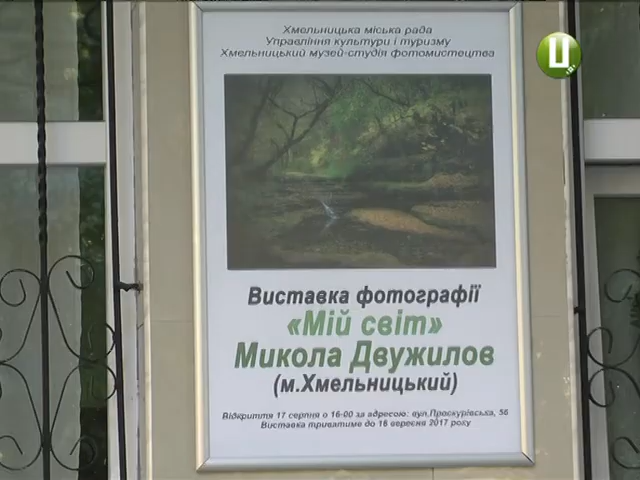 Хмельницька міська рада
Управління культури і туризму
Хмельницький музей-студія фотомистецтва
Ц
Виставка фотографії
«Мій світ»
Микола Двужилов
(м.Хмельницький)
Відкриття 17 серпня о 16-00 за адресою: вул.Проскурівська, 56
Виставка триватиме до 16 вересня 2017 року